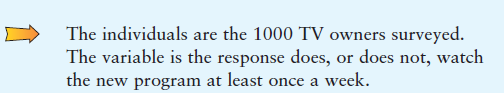 The individuals are the 1000 TV owners surveyed.
The variable is the response does, or does not, watch
the new program at least once a week.